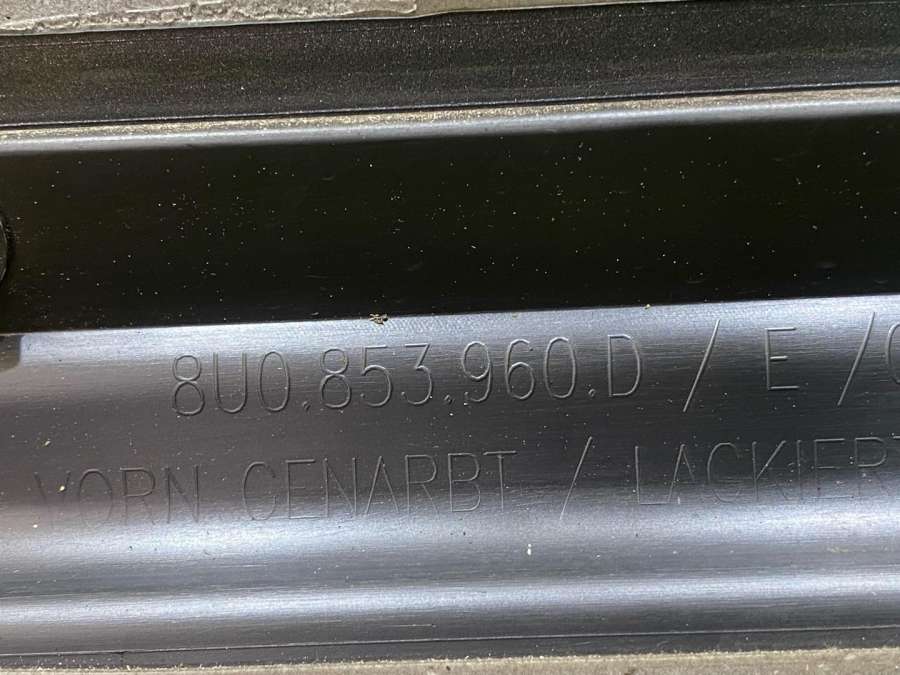 8U0.853.960.D / E /
VORN GENARBT / LACKIERT